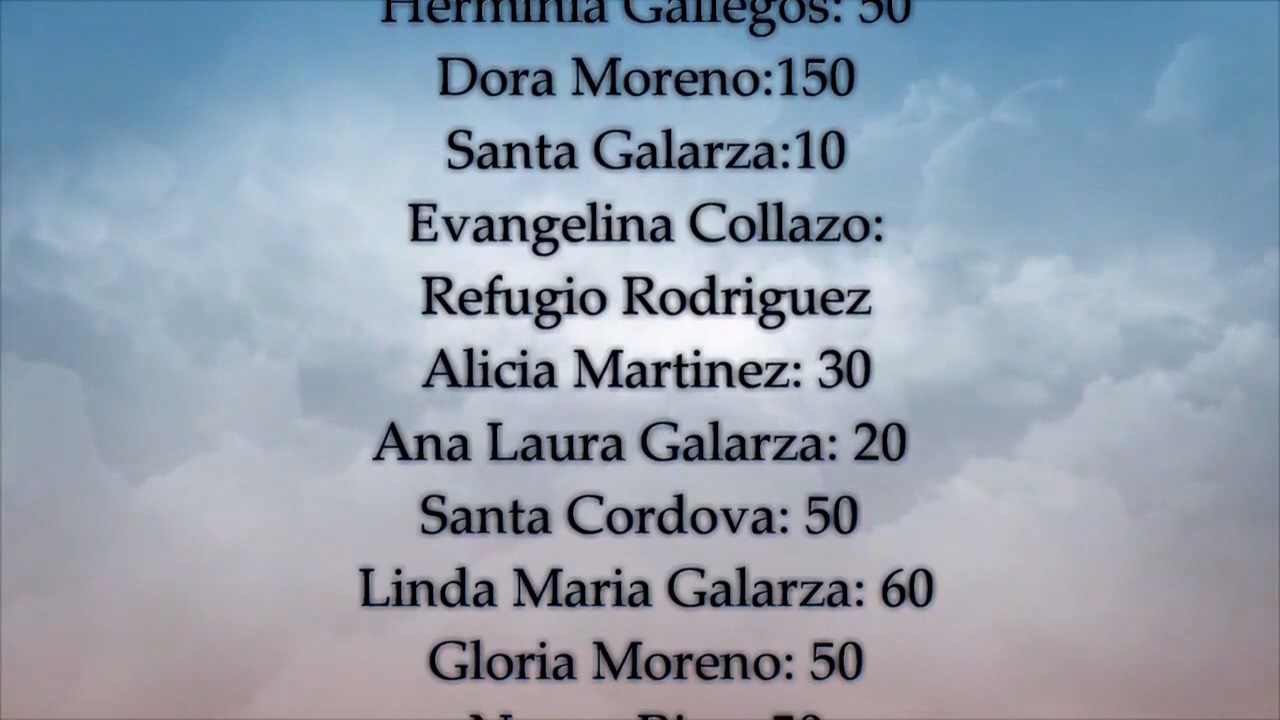 Herminia Gallegos: 50
Dora Moreno:150
Santa Galarza:10
Evangelina Collazo:
Refugio Rodriguez
Alicia Martinez: 30
Ana Laura Galarza: 20
Santa Cordova: 50
Linda Maria Galarza: 60
Gloria Moreno: 50